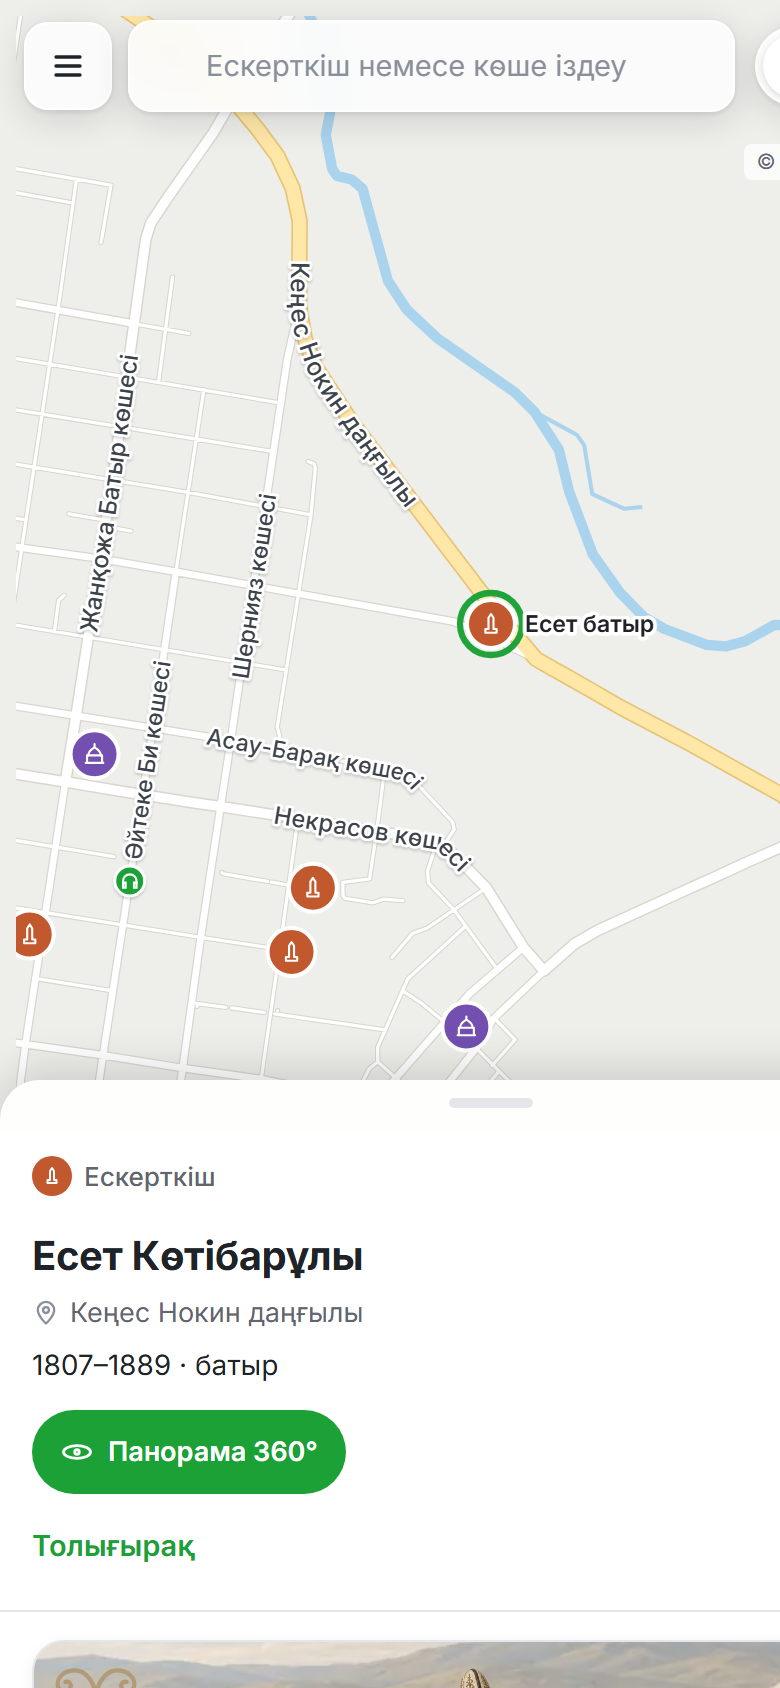 Ескерткіш немесе көше іздеу
©
Кеңес Нокин даңғылы
Жанқожа Батыр көшесі
Шернияз көшесі
Есет батыр
Әйтеке Би көшесі
Асау-Барақ көшесі
Некрасов көшесі
Ескерткіш
Есет Көтібарұлы
Кеңес Нокин даңғылы
1807–1889 · батыр
Панорама 360°
Толығырақ